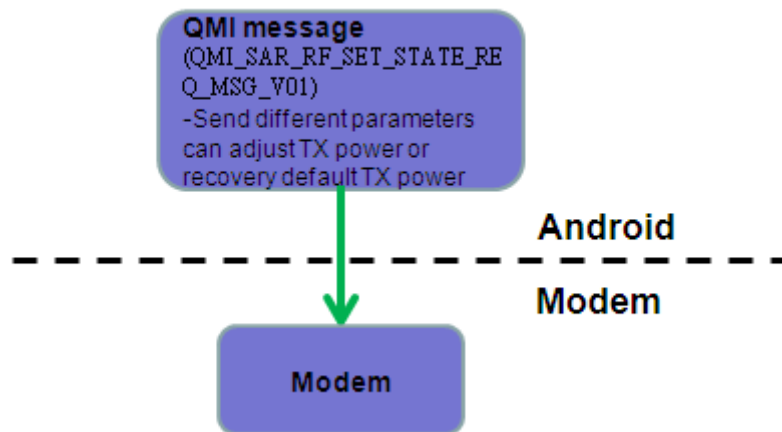 QMI message
(QMI_SAR_RF_SET_STATE_RE
Q_MSG_V01)
-Send different parameters
can adjust TX power or
recovery default TX power
Android
Modem
Modem